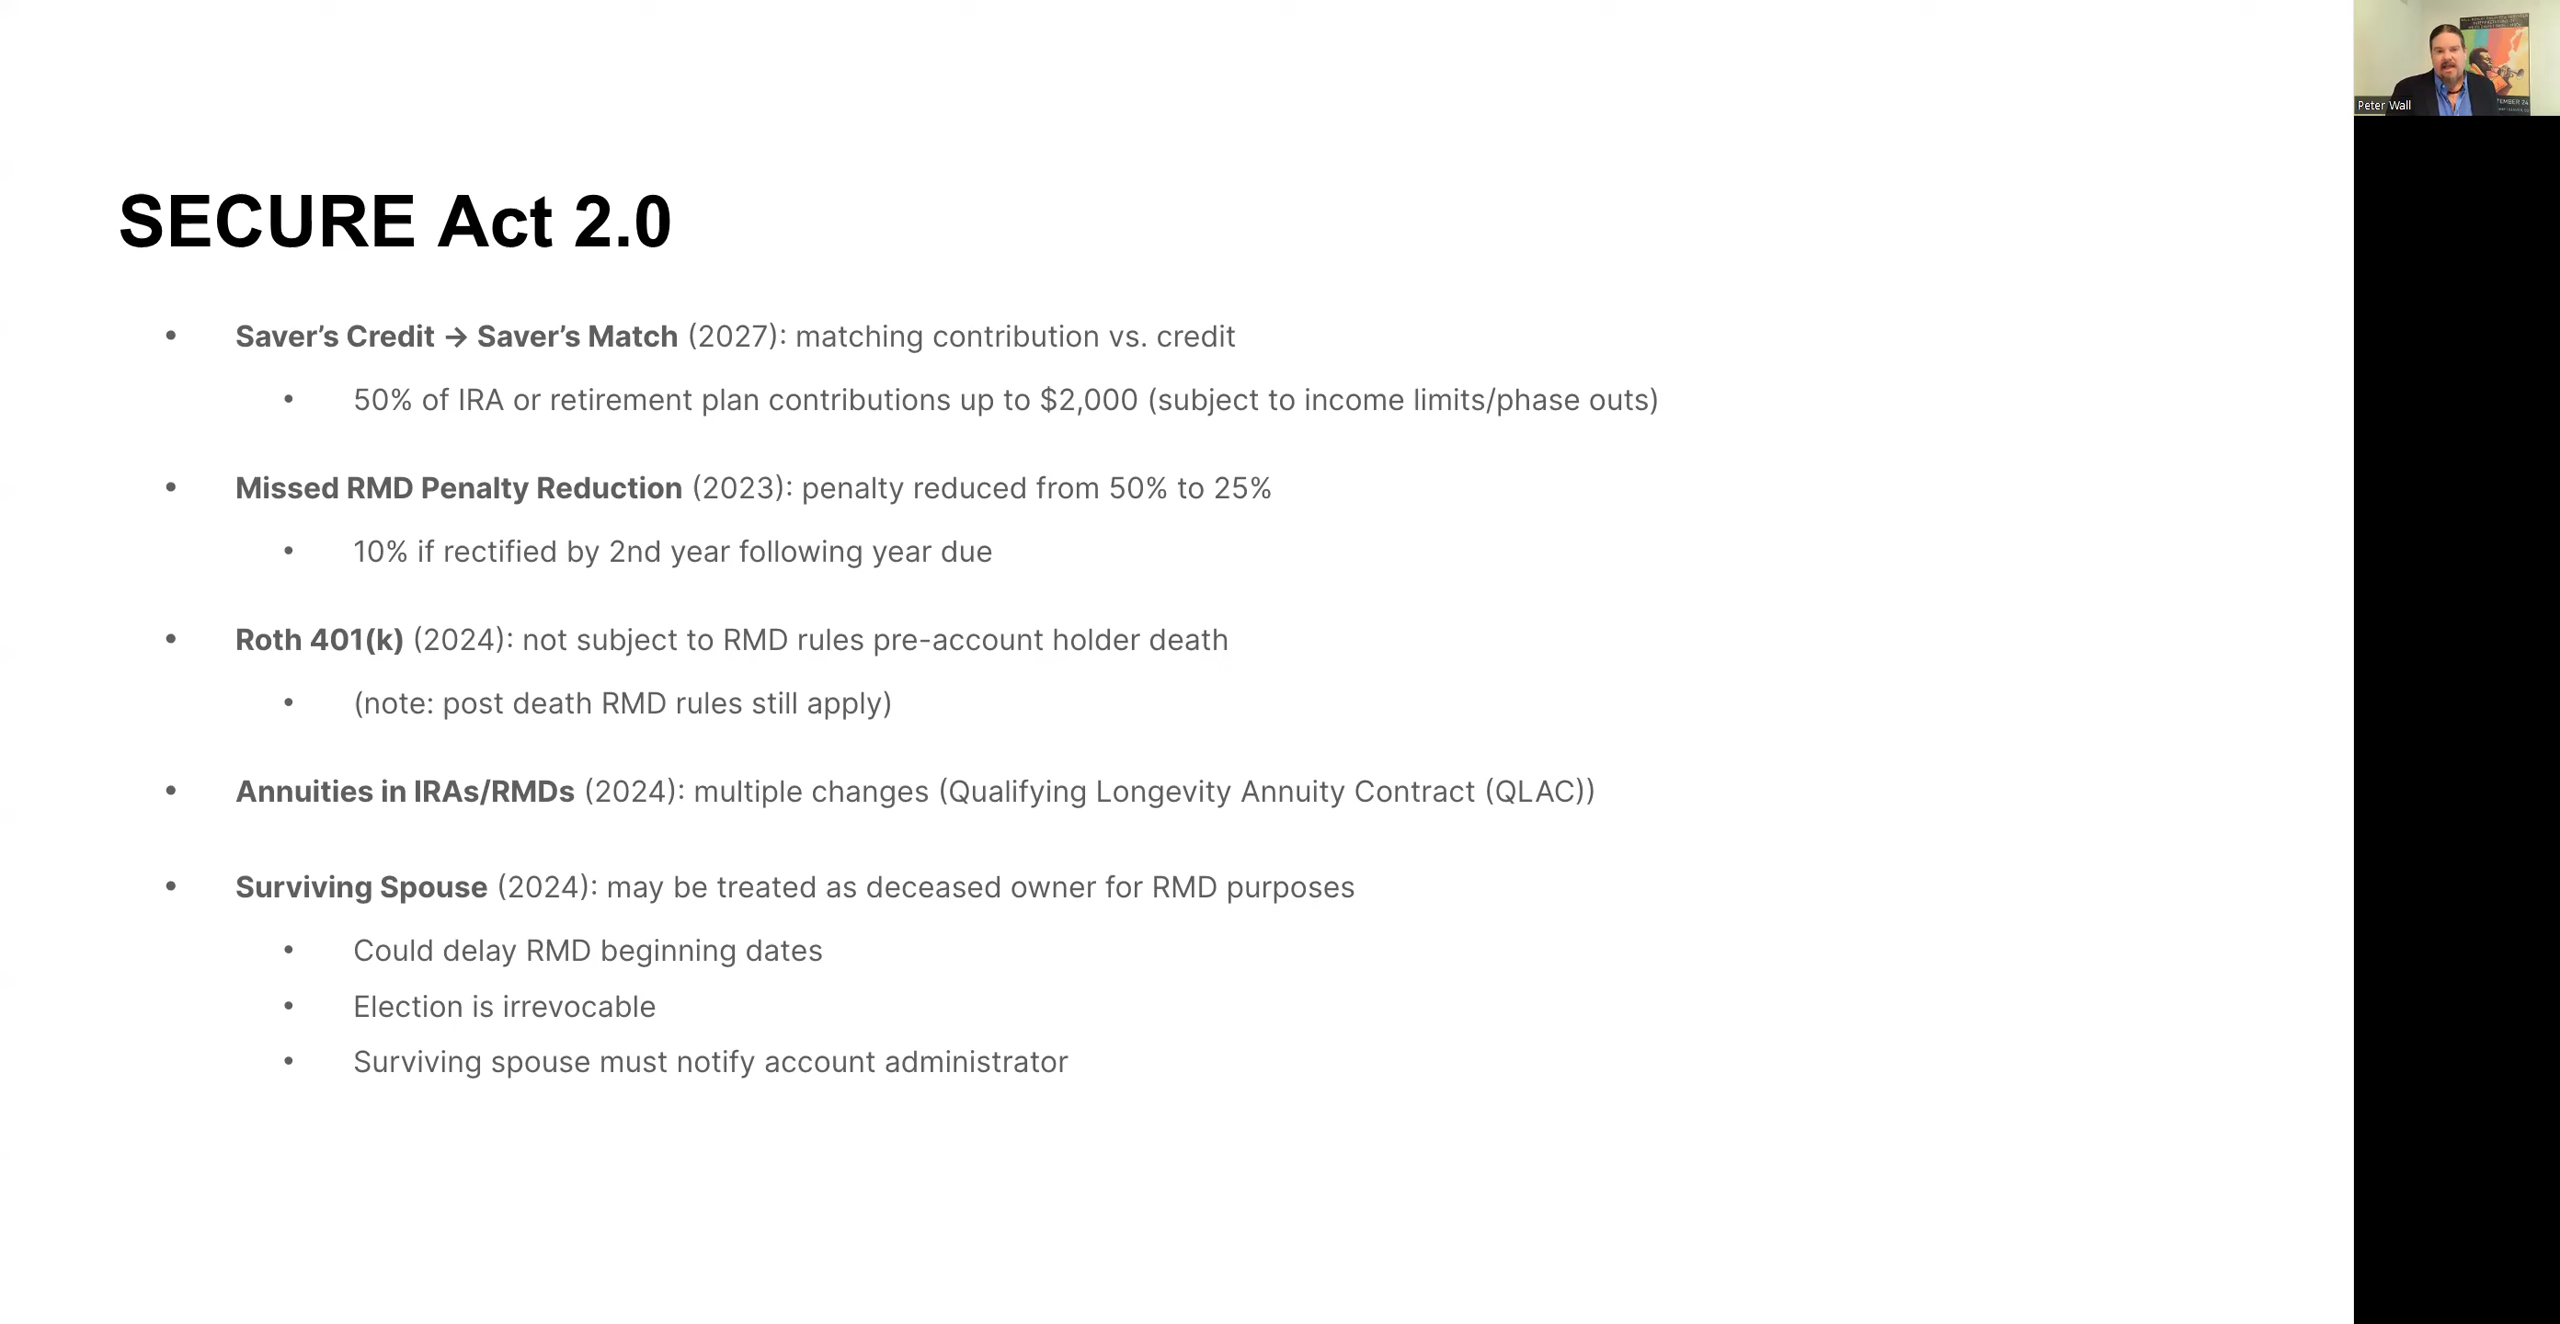 SECURE Act 2.0
• Saver’s Credit → Saver’s Match (2027): matching contribution vs. credit
• 50% of IRA or retirement plan contributions up to $2,000 (subject to income limits/phase outs)
• Missed RMD Penalty Reduction (2023): penalty reduced from 50% to 25%
• 10% if rectified by 2nd year following year due
• Roth 401(k) (2024): not subject to RMD rules pre-account holder death
• (note: post death RMD rules still apply)
• Annuities in IRAs/RMDs (2024): multiple changes (Qualifying Longevity Annuity Contract (QLAC))
• Surviving Spouse (2024): may be treated as deceased owner for RMD purposes
• Could delay RMD beginning dates
• Election is irrevocable
• Surviving spouse must notify account administrator
Peter Wall
TEMBER 24